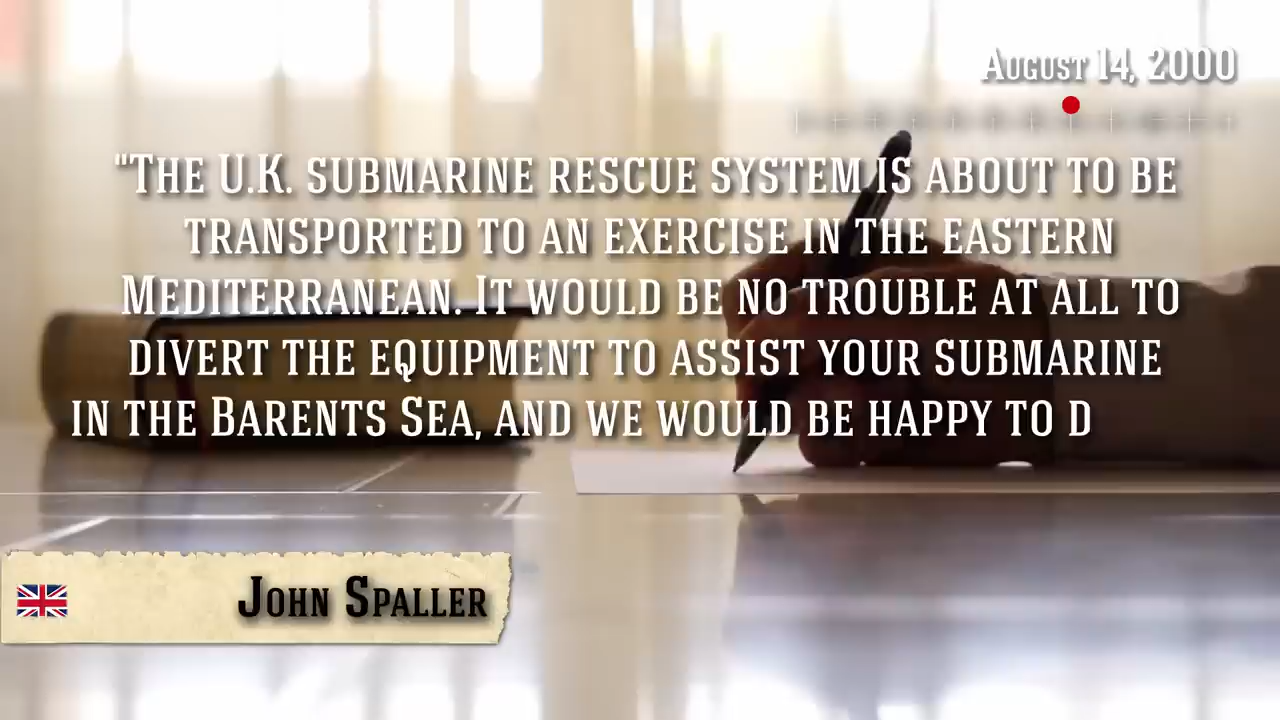 August 14, 2000
"The U.K. submarine rescue system is about to be
transported to an exercise in the eastern
Mediterranean. It would be no trouble at all to
divert the equipment to assist your submarine
in the Barents Sea, and we would be happy to d
John Spaller